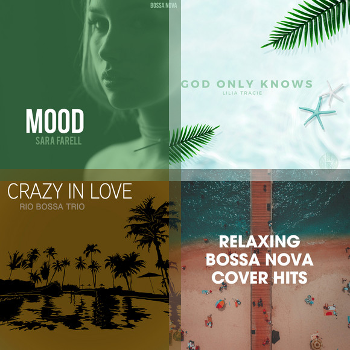 BOSSA NOVA
MOOD
SARA FARELL
GOD ONLY KNOWS
LILJA TRACIE
CRAZY IN LOVE
RIO BOSSA TRIO
RELAXING
BOSSA NOVA
COVER HITS